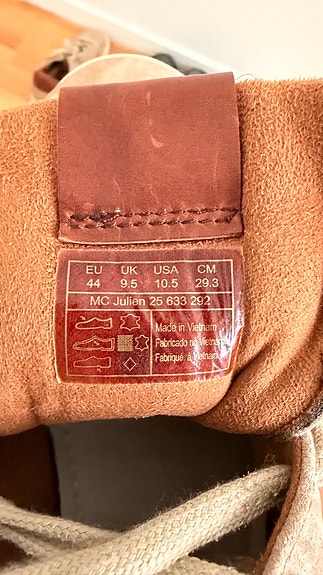 EU UK USA CM
44 9.5 10.5 29.3
MC Julien 25 633 292
Made in Vietnam
Fabricado no Vietnam
Fabriqué à Vietnam